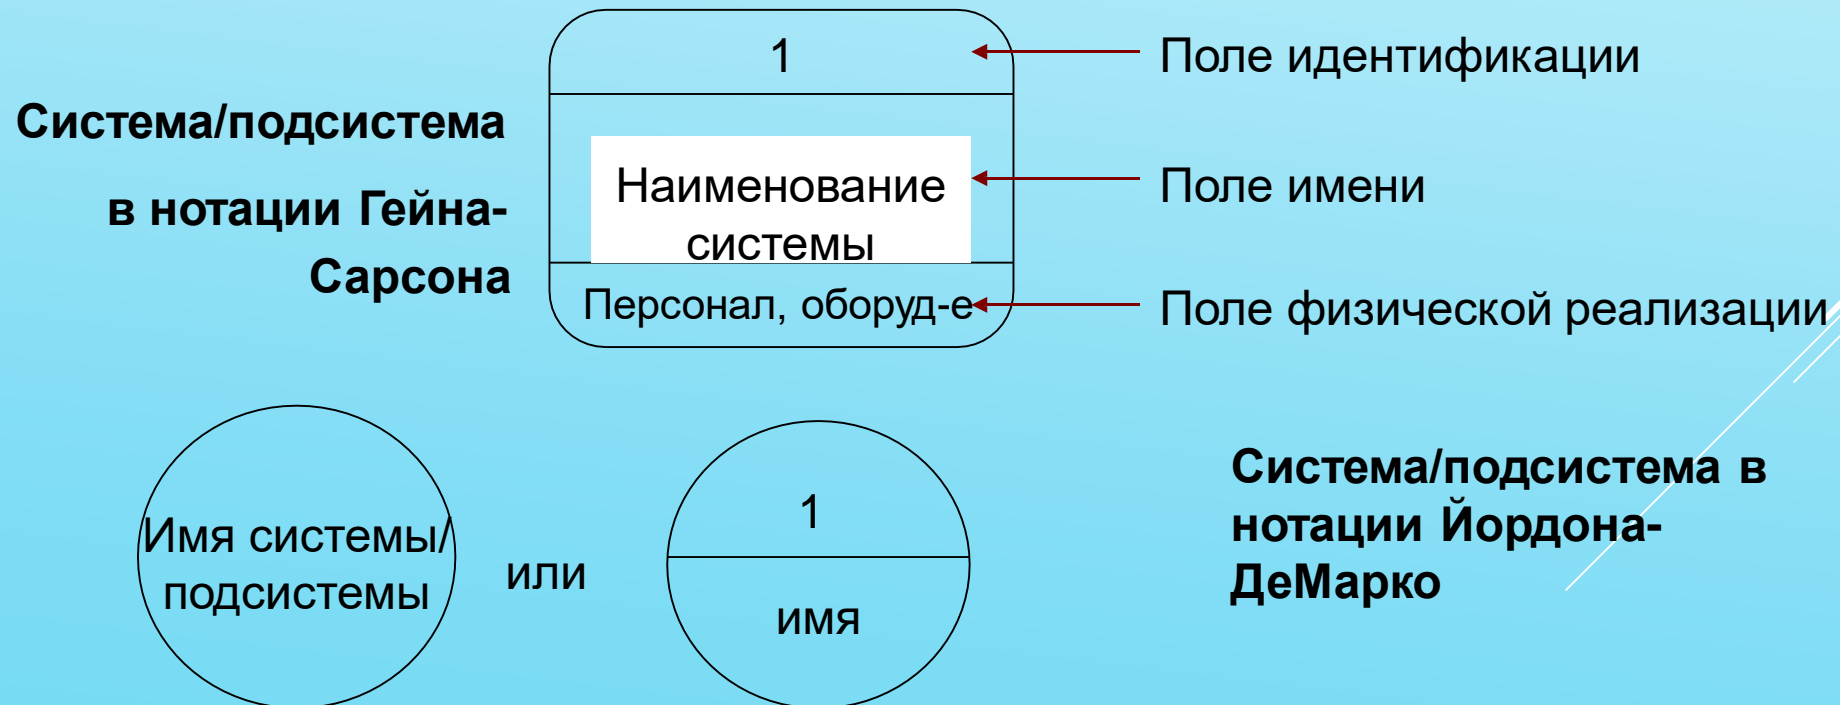 Система/подсистема
в нотации Гейна-
Сарсона
1
Наименование
системы
Персонал, оборуд-е
Поле идентификации
Поле имени
Поле физической реализации
Имя системы/
подсистемы
или
1
имя
Система/подсистема в
нотации Йордона-
ДеМарко